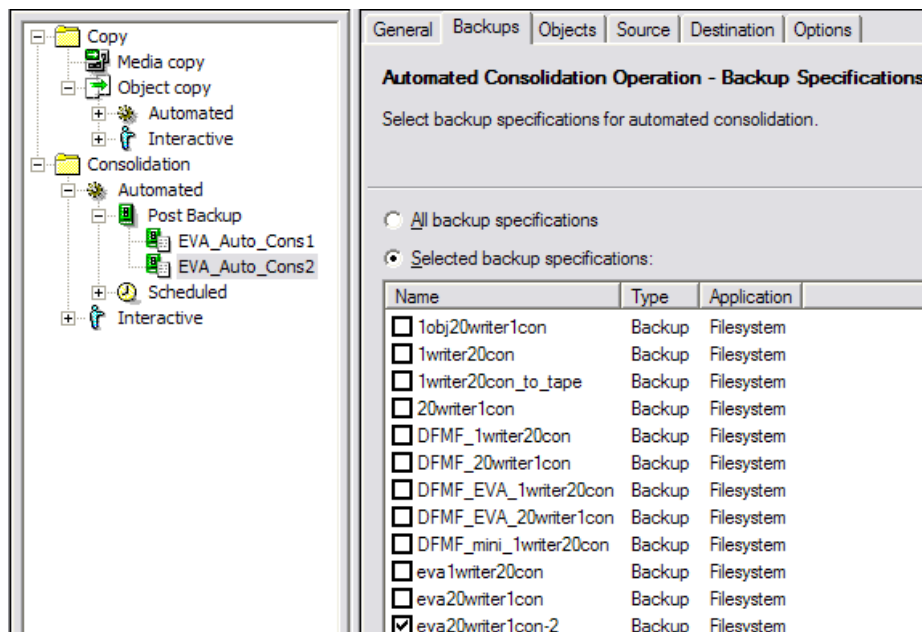 Copy
Media copy
Object copy
Automated
Interactive
Consolidation
Automated
Post Backup
EVA_Auto_Cons1
EVA_Auto_Cons2
Scheduled
Interactive
General Backups Objects Source Destination Options
Automated Consolidation Operation - Backup Specifications
Select backup specifications for automated consolidation.
All backup specifications
Selected backup specifications:
Name Type Application
1obj20writer1con Backup Filesystem
1writer20con Backup Filesystem
1writer20con_to_tape Backup Filesystem
20writer1con Backup Filesystem
DFMF_1writer20con Backup Filesystem
DFMF_20writer1con Backup Filesystem
DFMF_EVA_1writer20con Backup Filesystem
DFMF_EVA_20writer1con Backup Filesystem
DFMF_mini_1writer20con Backup Filesystem
eva1writer20con Backup Filesystem
eva20writer1con Backup Filesystem
eva20writer1con-2 Backup Filesystem